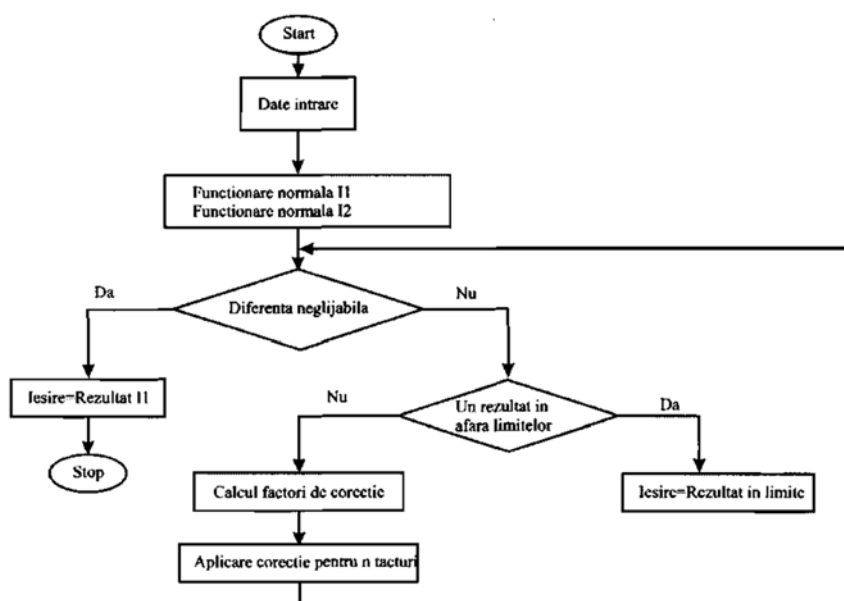 Start
Date intrare
Functionare normala I1
Functionare normala I2
Da
Diferenta neglijabila
Nu
Iesire=Rezultat I1
Nu
Un rezultat in
afara limitelor
Da
Stop
Calcul factori de corectie
Iesire=Rezultat in limite
Aplicare corectie pentru n tacturi